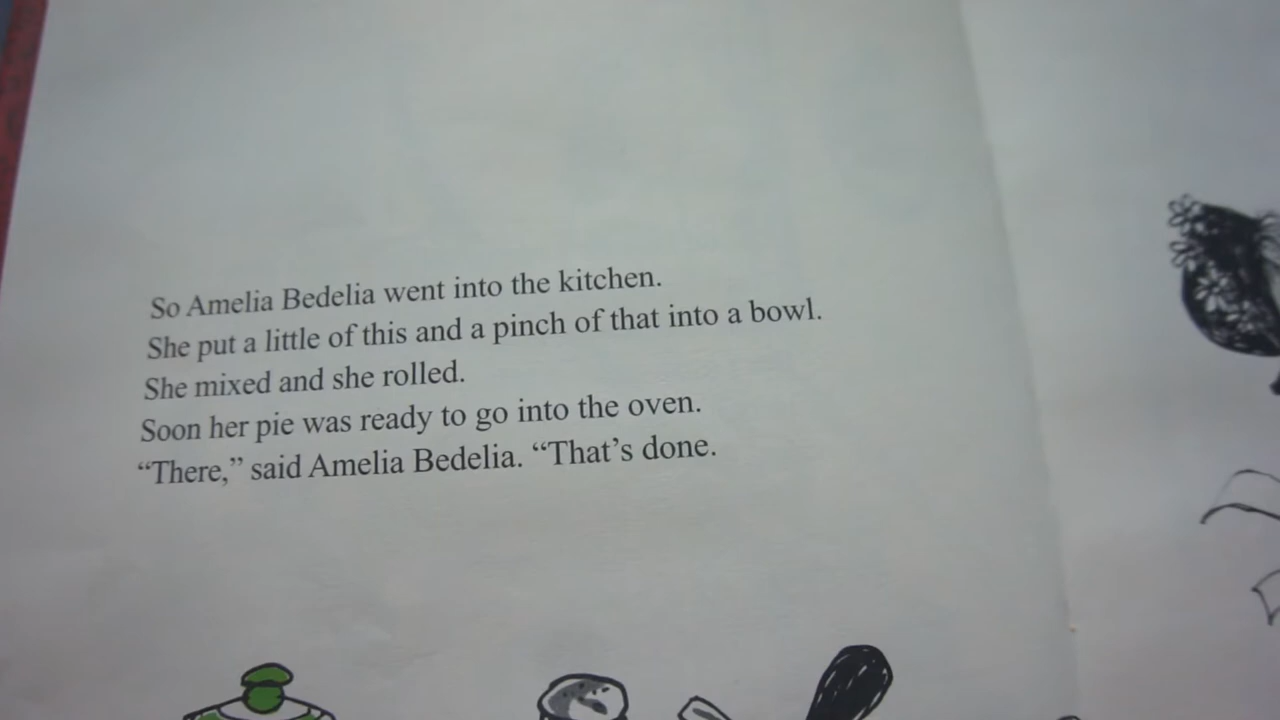 So Amelia Bedelia went into the kitchen.
She put a little of this and a pinch of that into a bowl.
She mixed and she rolled.
Soon her pie was ready to go into the oven.
“There,” said Amelia Bedelia. “That’s done.